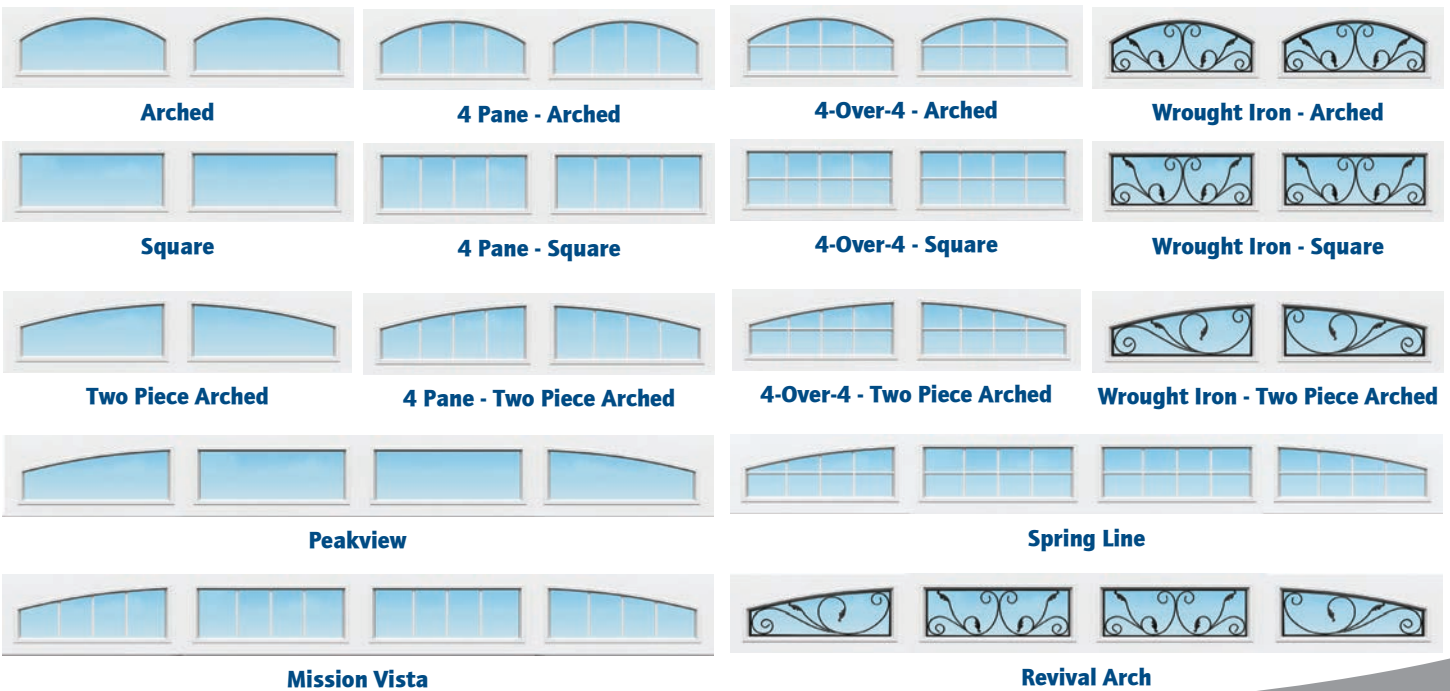 Arched
4 Pane - Arched
4-Over-4 - Arched
Wrought Iron - Arched
Square
4 Pane - Square
4-Over-4 - Square
Wrought Iron - Square
Two Piece Arched
4 Pane - Two Piece Arched
4-Over-4 - Two Piece Arched
Wrought Iron - Two Piece Arched
Peakview
Spring Line
Mission Vista
Revival Arch